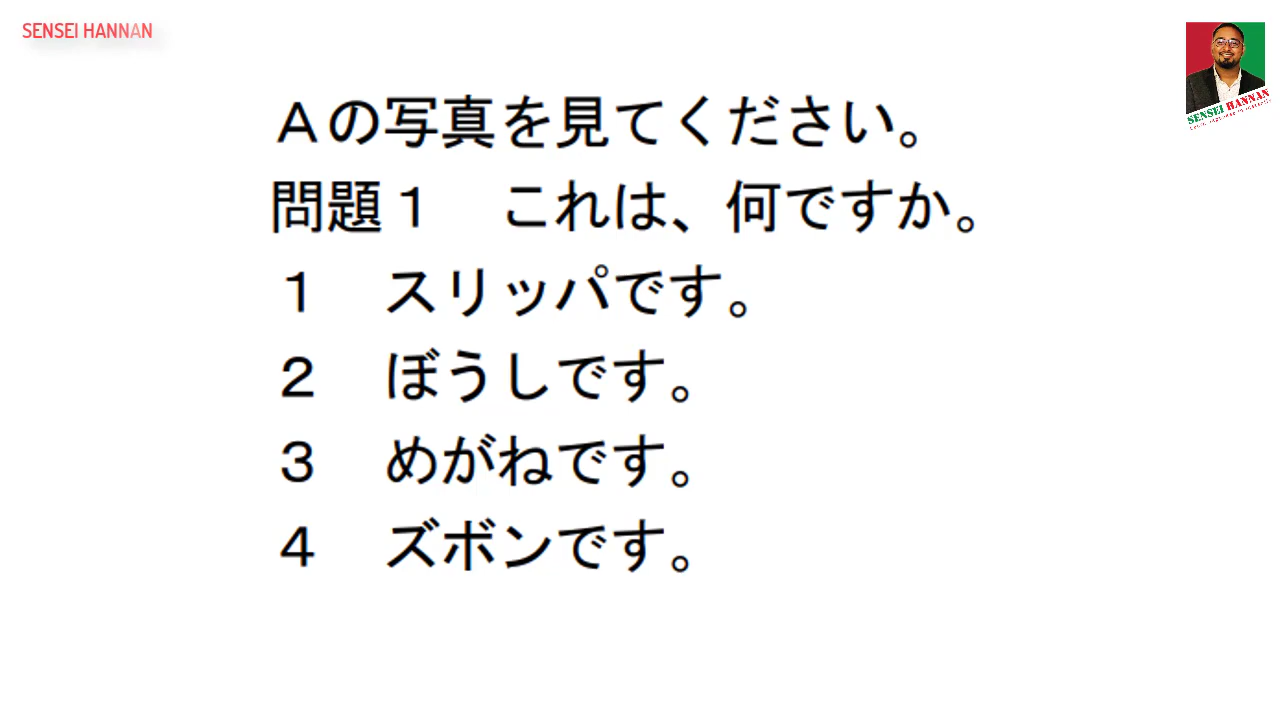 SENSEI HANNAN
Ａの写真を見てください。
問題１　これは、何ですか。
１　スリッパです。
２　ぼうしです。
３　めがねです。
４　ズボンです。
SENSEI HANNAN